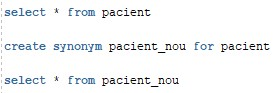 select * from pacient
create synonym pacient_nou for pacient
select * from pacient_nou